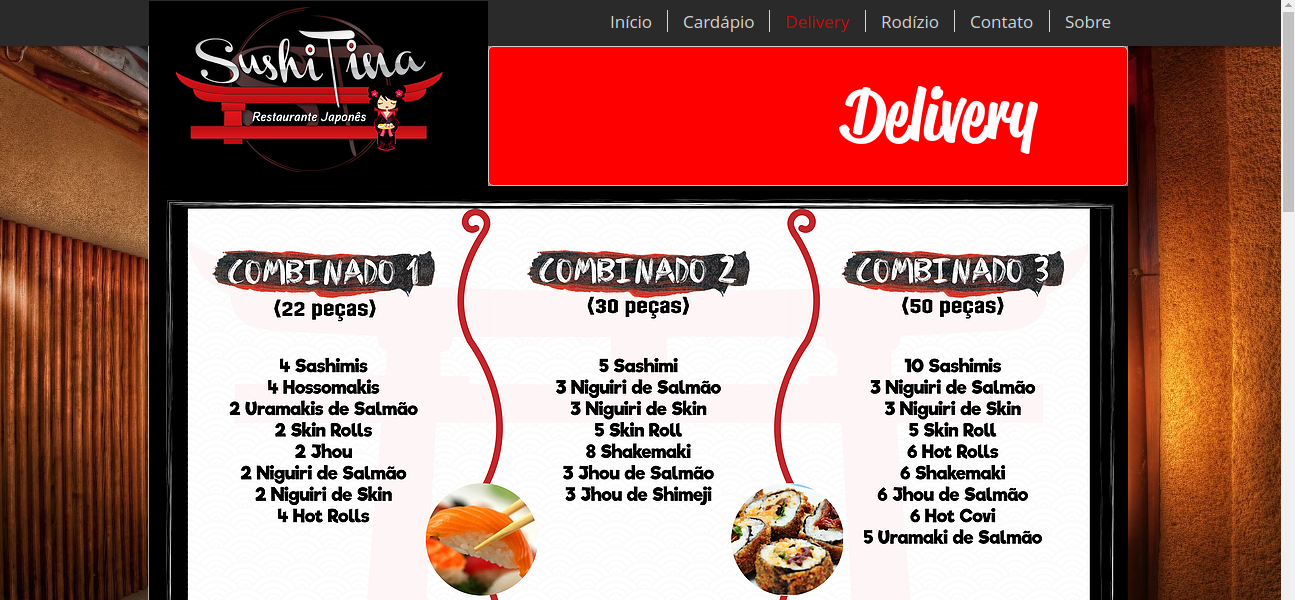 Início
Cardápio
Delivery
Rodízio
Contato
Sobre
SushiTina
Restaurante Japonês
Delivery
COMBINADO 1
(22 peças)
4 Sashimis
4 Hossomakis
2 Uramakis de Salmão
2 Skin Rolls
2 Jhou
2 Niguiri de Salmão
2 Niguiri de Skin
4 Hot Rolls
COMBINADO 2
(30 peças)
5 Sashimi
3 Niguiri de Salmão
3 Niguiri de Skin
5 Skin Roll
8 Shakemaki
3 Jhou de Salmão
3 Jhou de Shimeji
COMBINADO 3
(50 peças)
10 Sashimis
3 Niguiri de Salmão
3 Niguiri de Skin
5 Skin Roll
6 Hot Rolls
6 Shakemaki
6 Jhou de Salmão
6 Hot Covi
5 Uramaki de Salmão